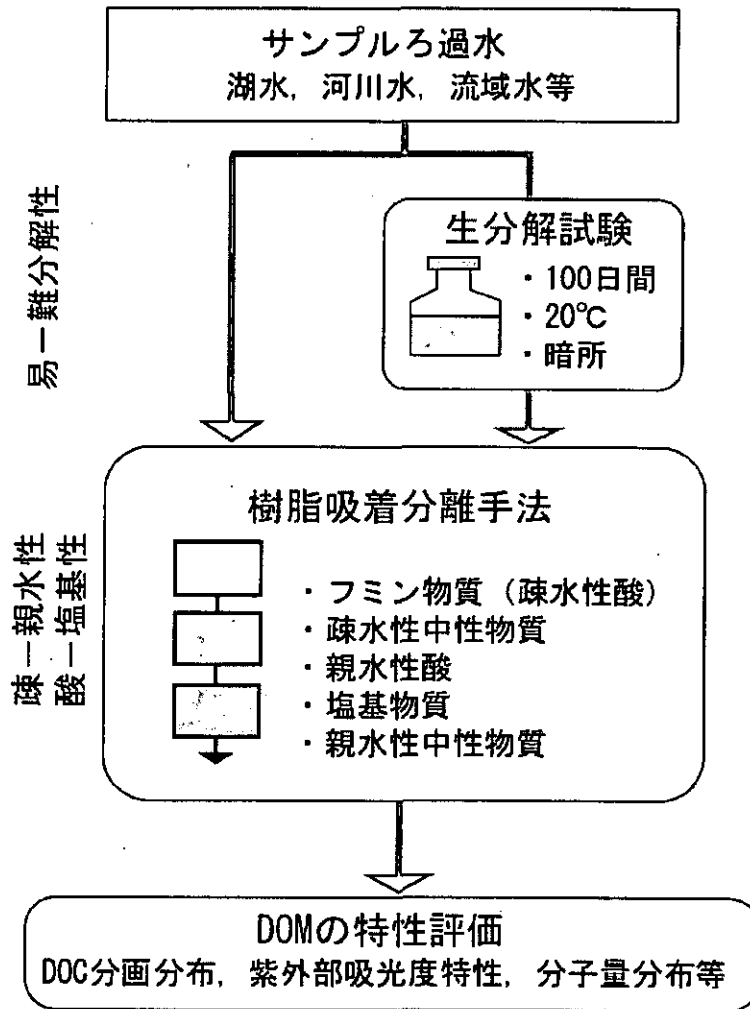 サンプルろ過水
湖水, 河川水, 流域水等
易ー難分解性
生分解試験
・100日間
・20℃
・暗所
疎ー親水性
酸ー塩基性
樹脂吸着分離手法
・フミン物質（疎水性酸）
・疎水性中性物質
・親水性酸
・塩基物質
・親水性中性物質
DOMの特性評価
DOC分画分布, 紫外部吸光度特性, 分子量分布等